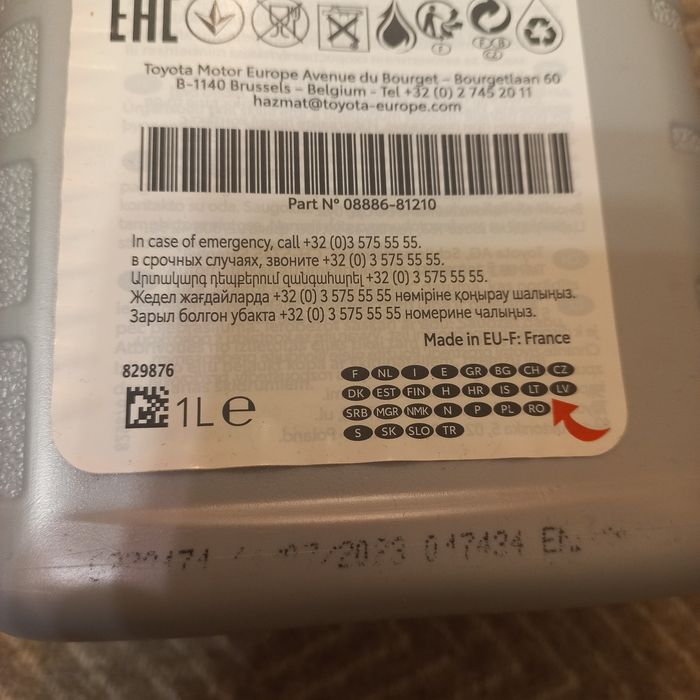 EHC
Toyota Motor Europe Avenue du Bourget – Bourgetlaan 60
B-1140 Brussels – Belgium - Tel +32 (0) 2 745 20 11
hazmat@toyota-europe.com
Part N° 08886-81210
In case of emergency, call +32 (0)3 575 55 55.
в срочных случаях, звоните +32 (0) 3 575 55 55.
Արտակարգ դեպքերում զանգահարել +32 (0) 3 575 55 55.
Жедел жағдайларда +32 (0) 3 575 55 55 нөміріне қоңырау шалыңыз.
Зарыл болгон убакта +32 (0) 3 575 55 55 номерине чалыңыз.
Made in EU-F: France
829876
1L e
F NL I E GR BG CH CZ
DK EST FIN H HR IS LT LV
SRB MGR NMK N P PL RO
S SK SLO TR
/2023 047434